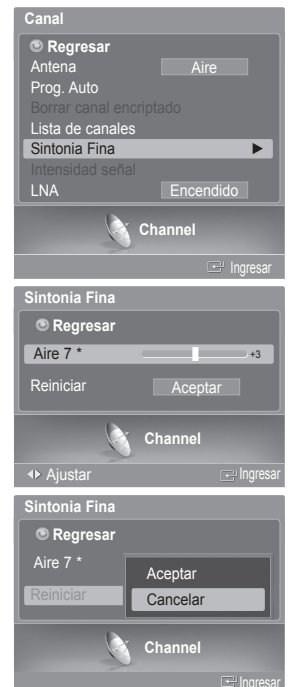 Canal
Regresar
Antena Aire
Prog. Auto
Borrar canal encriptado
Lista de canales
Sintonia Fina
Intensidad señal
LNA Encendido
Channel
Ingresar
Sintonia Fina
Regresar
Aire 7 * +3
Reiniciar Aceptar
Channel
Ajustar Ingresar
Sintonia Fina
Regresar
Aire 7 *
Aceptar
Reiniciar
Cancelar
Channel
Ingresar